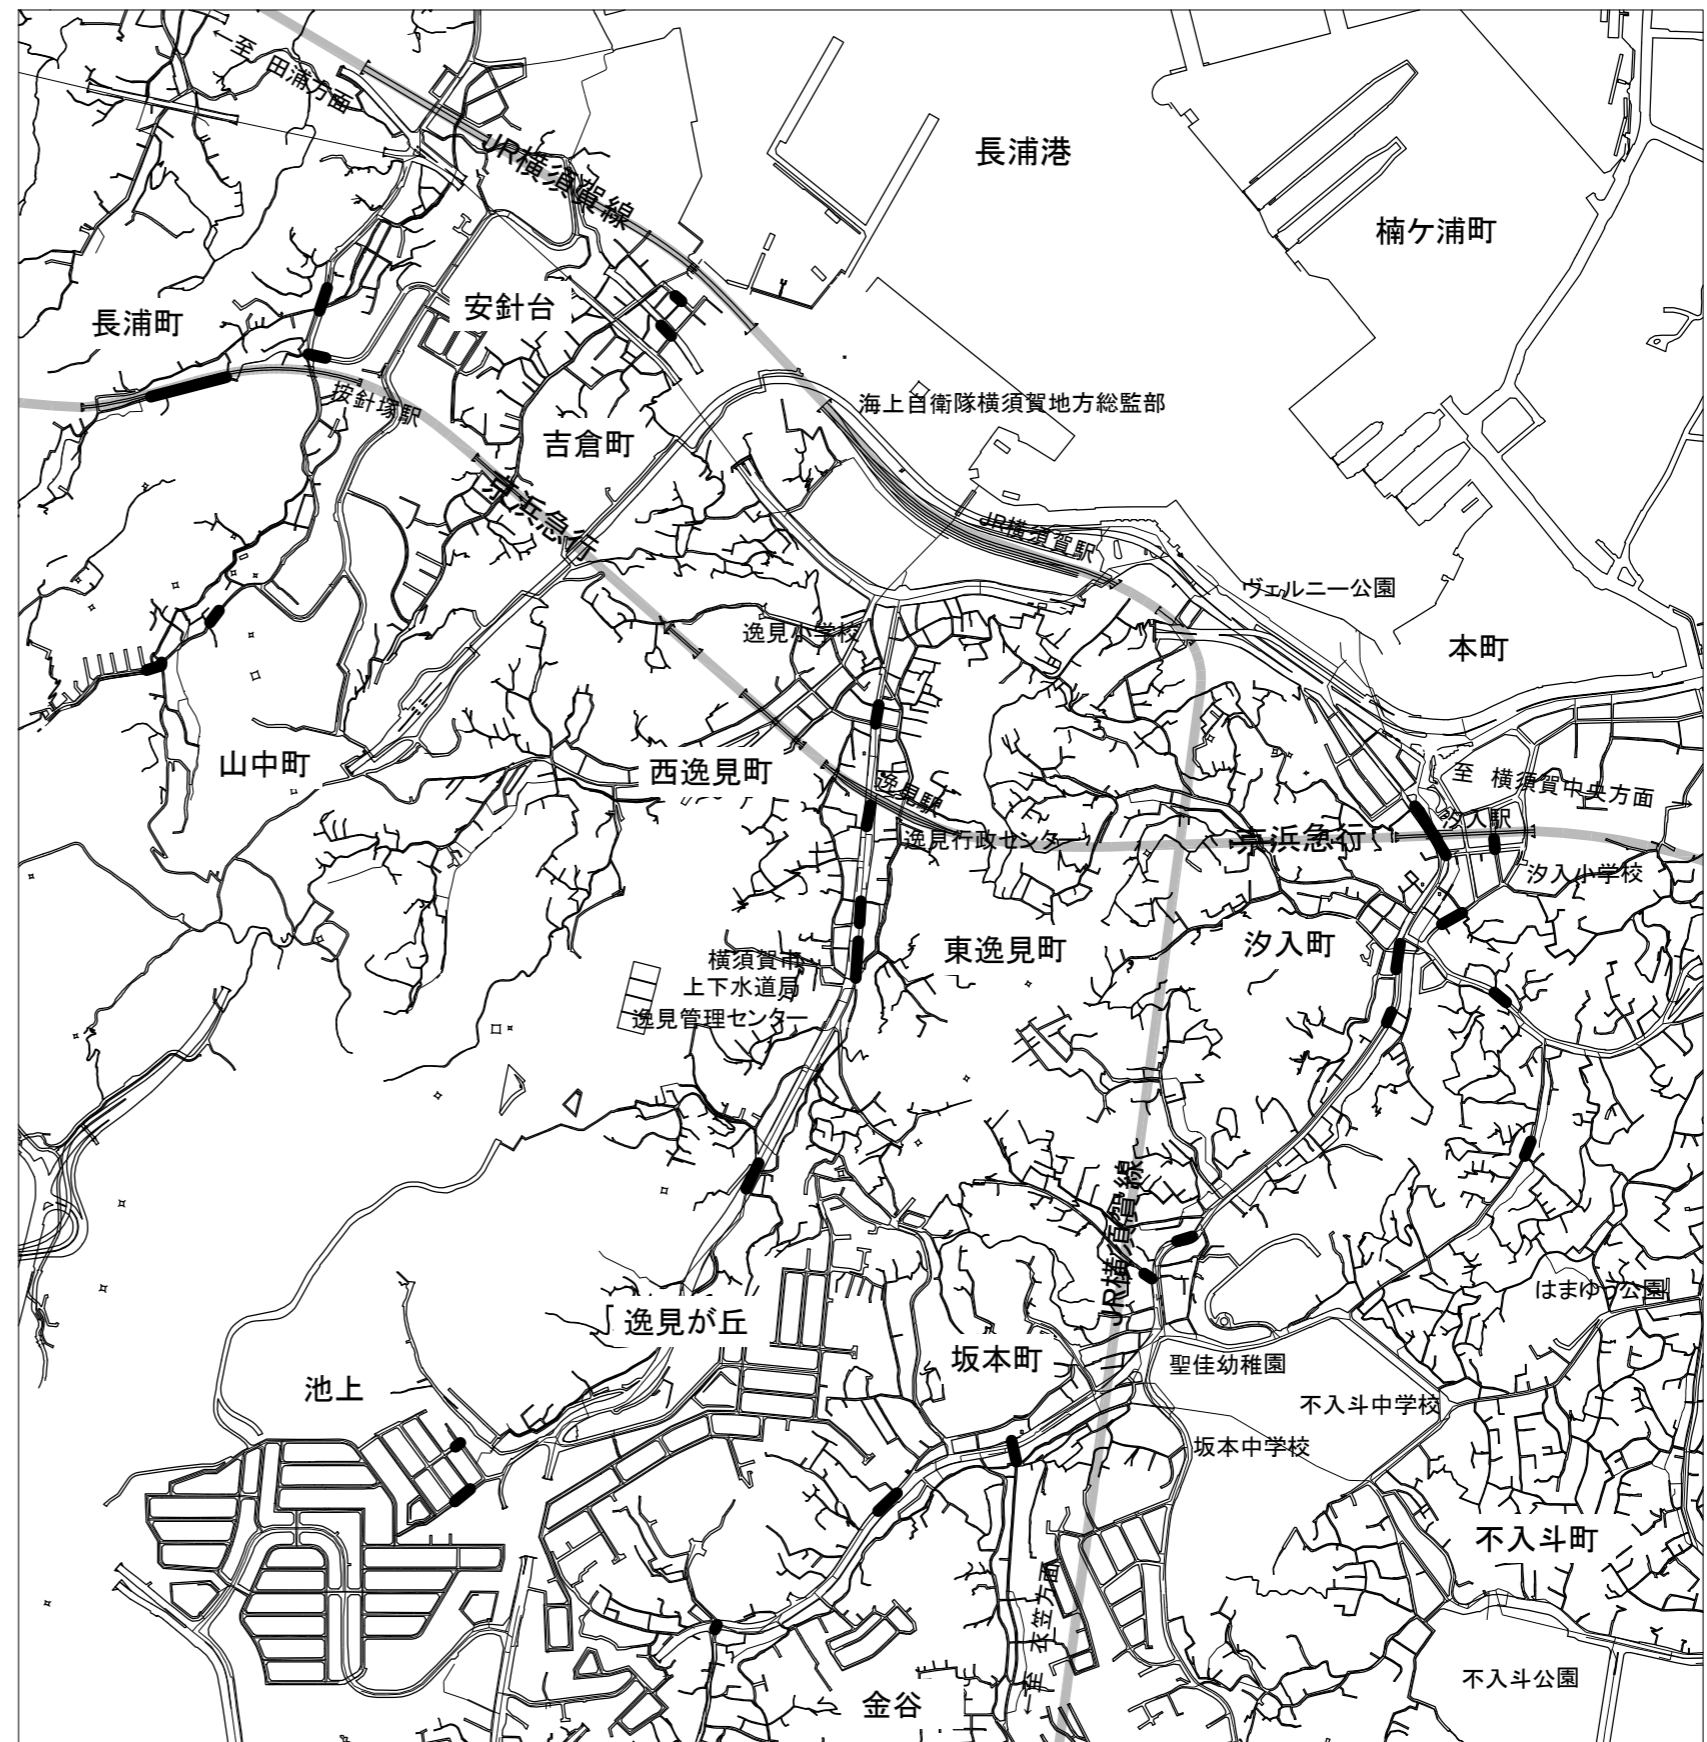 ←至 田浦方面
JR横須賀線
長浦港
楠ケ浦町
安針台
長浦町
按針塚駅
海上自衛隊横須賀地方総監部
吉倉町
京浜急行
JR横須賀駅
ヴェルニー公園
逸見小学校
本町
山中町
西逸見町
逸見駅
至 横須賀中央方面→
汐入駅
逸見行政センター
京浜急行
汐入小学校
東逸見町
汐入町
横須賀市
上下水道局
逸見管理センター
JR横須賀線
はまゆう公園
逸見が丘
坂本町
聖佳幼稚園
池上
不入斗中学校
坂本中学校
不入斗町
←至 衣笠方面
不入斗公園
金谷